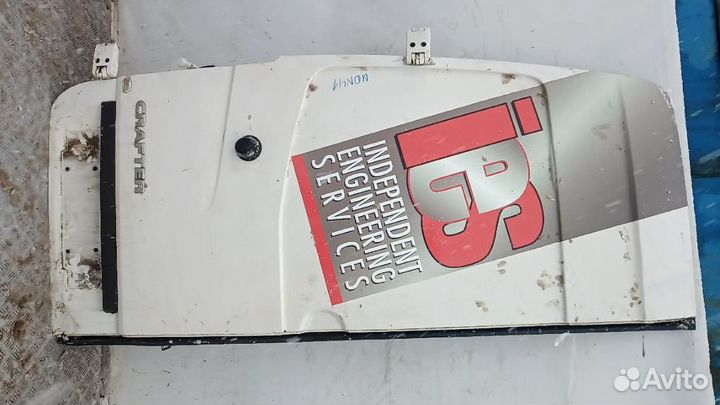 CRAFTER
ies
INDEPENDENT
ENGINEERING
SERVICES
Avito